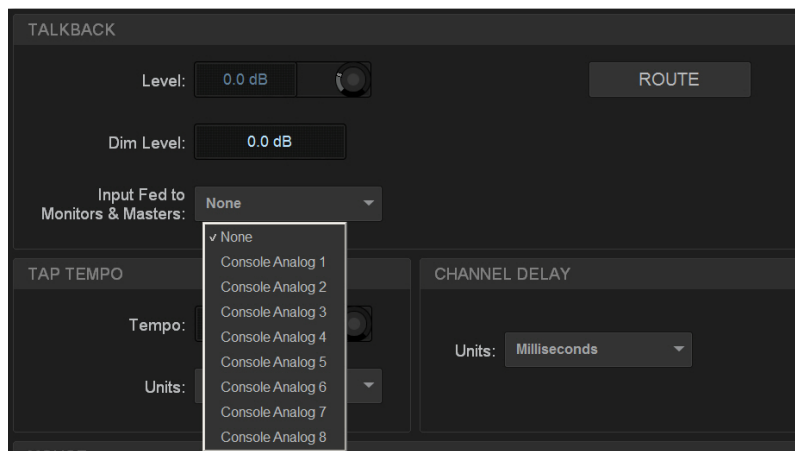 TALKBACK
Level: 0.0 dB ROUTE
Dim Level: 0.0 dB
Input Fed to
Monitors & Masters: None
✓ None
Console Analog 1
Console Analog 2
Console Analog 3
Console Analog 4
Console Analog 5
Console Analog 6
Console Analog 7
Console Analog 8
TAP TEMPO
Tempo:
Units:
CHANNEL DELAY
Units: Milliseconds